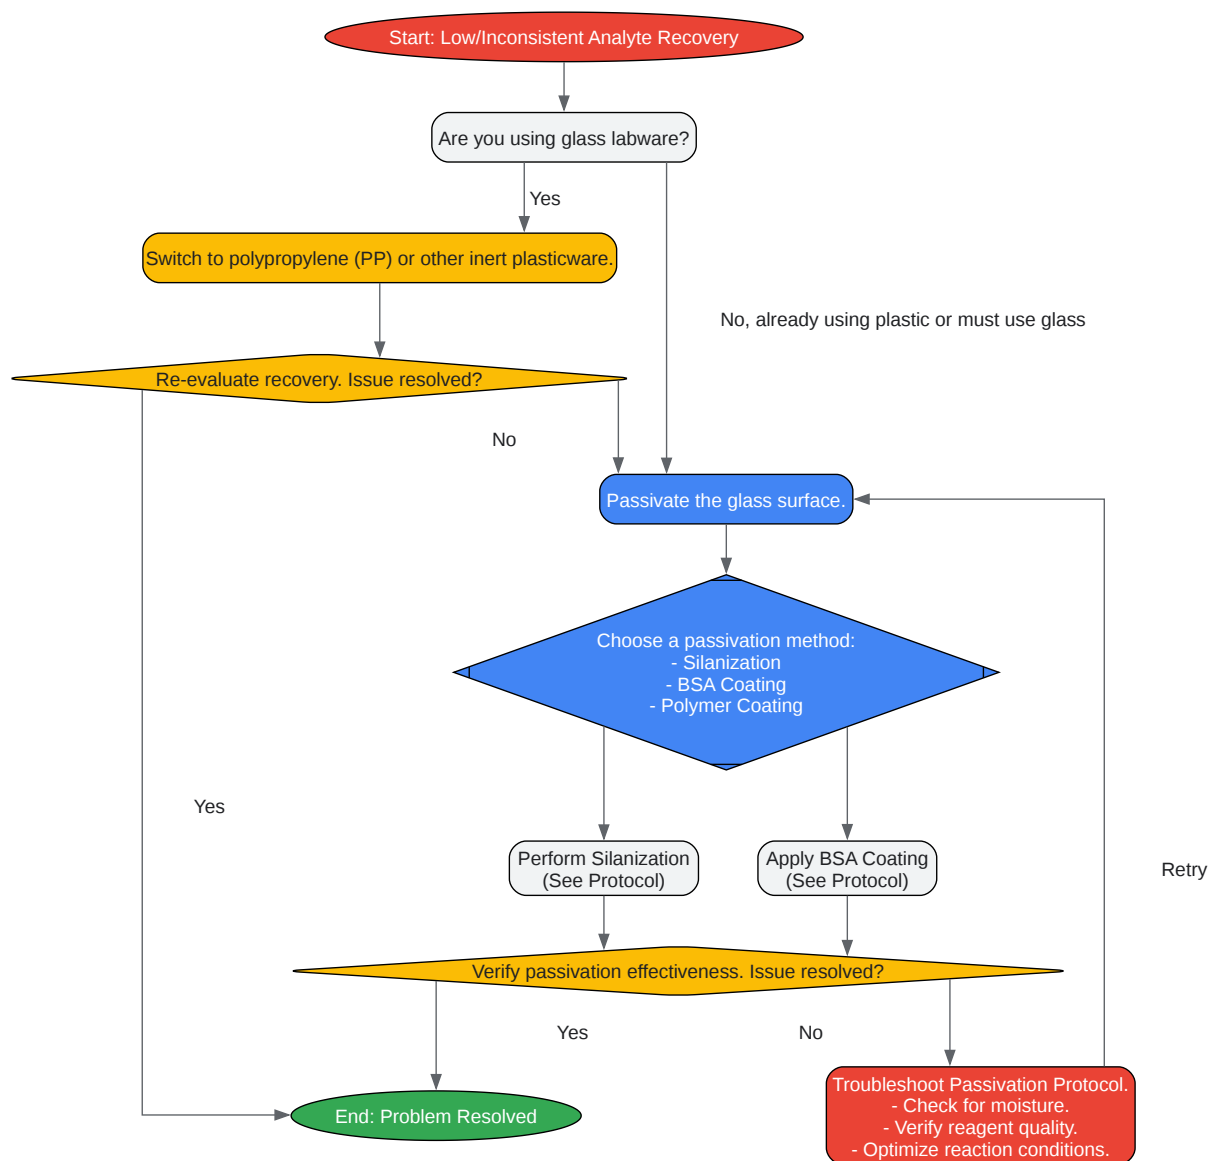 Start: Low/Inconsistent Analyte Recovery
Are you using glass labware?
Yes
Switch to polypropylene (PP) or other inert plasticware.
No, already using plastic or must use glass
Re-evaluate recovery. Issue resolved?
No
Passivate the glass surface.
Choose a passivation method:
- Silanization
- BSA Coating
- Polymer Coating
Yes
Perform Silanization
(See Protocol)
Apply BSA Coating
(See Protocol)
Retry
Verify passivation effectiveness. Issue resolved?
Yes
No
End: Problem Resolved
Troubleshoot Passivation Protocol.
- Check for moisture.
- Verify reagent quality.
- Optimize reaction conditions.